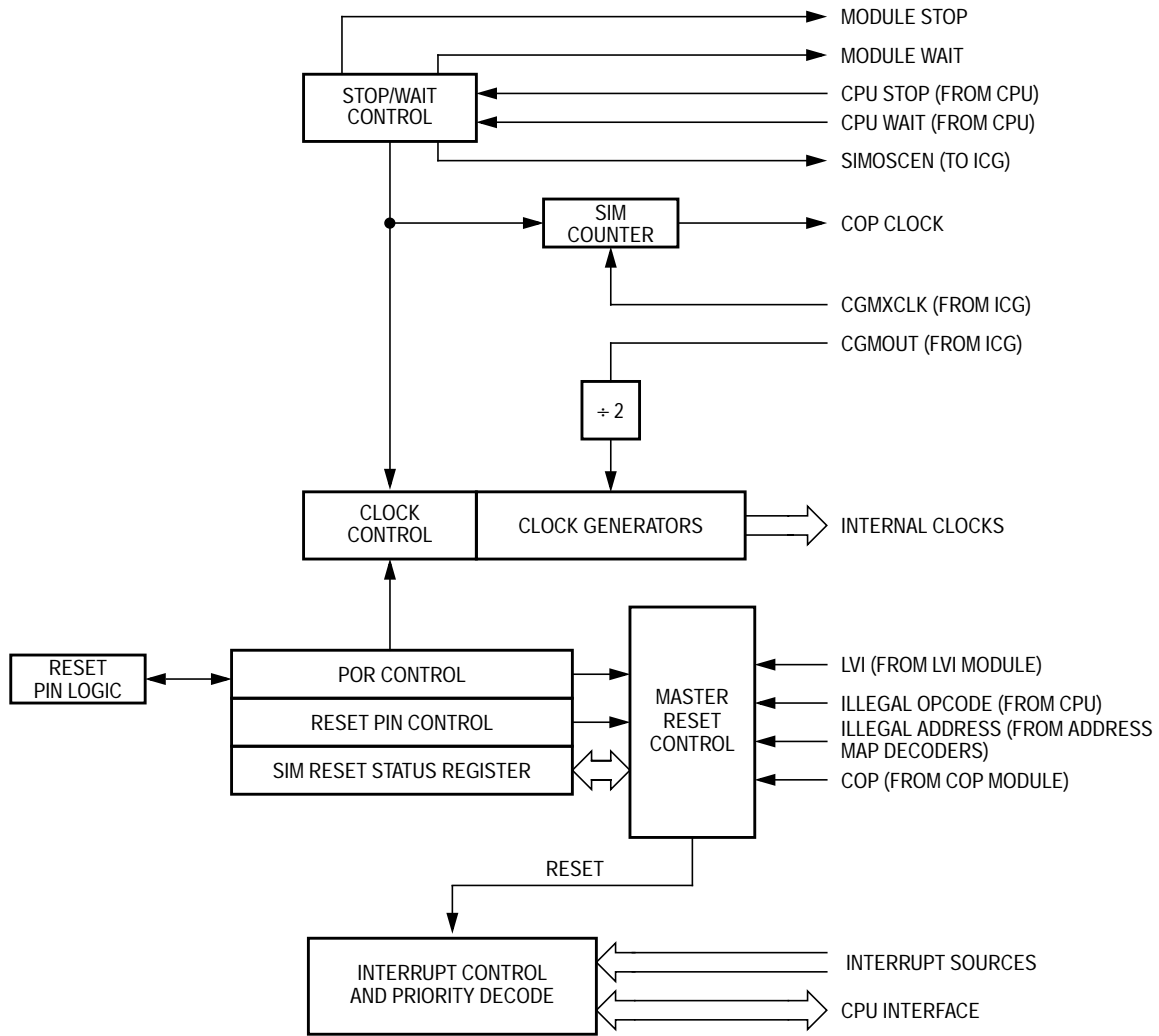 MODULE STOP
MODULE WAIT
STOP/WAIT
CONTROL
CPU STOP (FROM CPU)
CPU WAIT (FROM CPU)
SIMOSCEN (TO ICG)
SIM
COUNTER
COP CLOCK
CGMXCLK (FROM ICG)
CGMOUT (FROM ICG)
÷ 2
CLOCK
CONTROL
CLOCK GENERATORS
INTERNAL CLOCKS
RESET
PIN LOGIC
POR CONTROL
RESET PIN CONTROL
SIM RESET STATUS REGISTER
MASTER
RESET
CONTROL
LVI (FROM LVI MODULE)
ILLEGAL OPCODE (FROM CPU)
ILLEGAL ADDRESS (FROM ADDRESS
MAP DECODERS)
COP (FROM COP MODULE)
RESET
INTERRUPT CONTROL
AND PRIORITY DECODE
INTERRUPT SOURCES
CPU INTERFACE